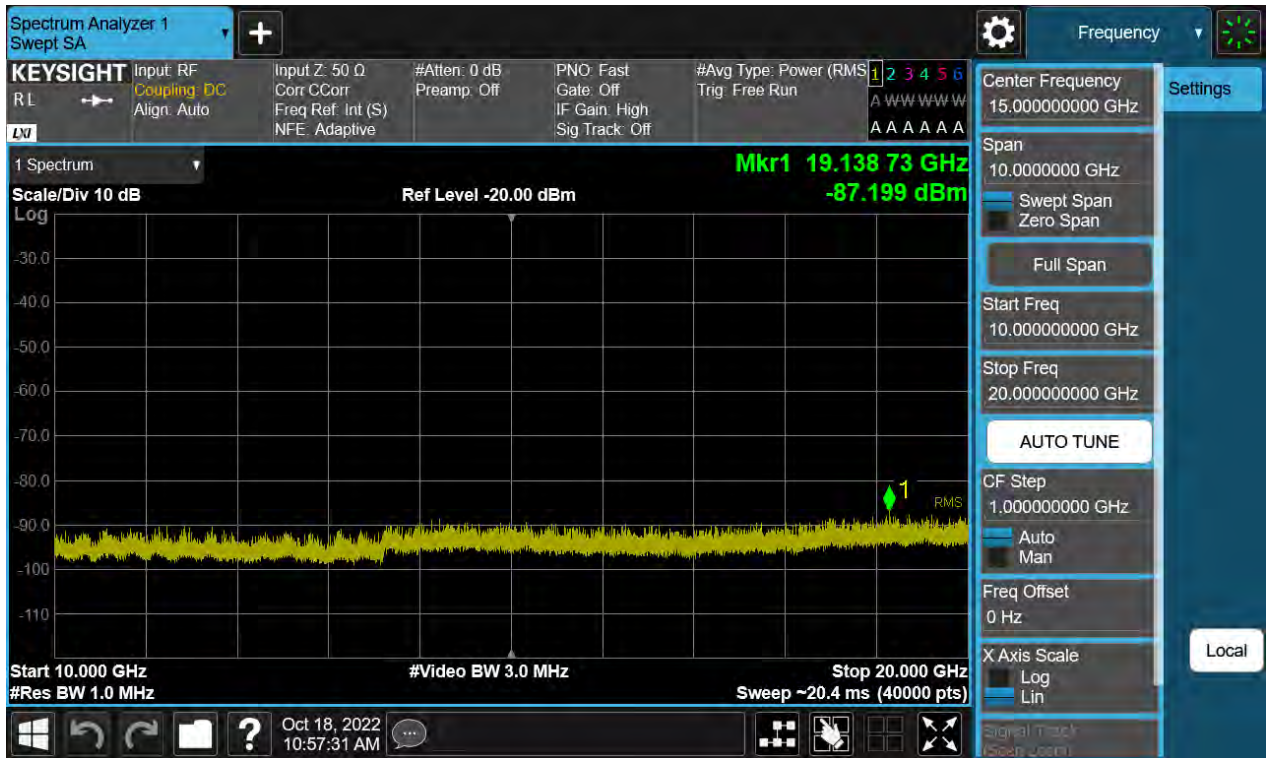 Spectrum Analyzer 1
Swept SA
+
Frequency
KEYSIGHT
RL
LXI
Input: RF
Coupling: DC
Align: Auto
Input Z: 50 Ω
Corr CCorr
Freq Ref: Int (S)
NFE: Adaptive
#Atten: 0 dB
Preamp: Off
PNO: Fast
Gate: Off
IF Gain: High
Sig Track: Off
#Avg Type: Power (RMS
Trig: Free Run
1 2 3 4 5 6
A W W W W W
A A A A A A
1 Spectrum
Scale/Div 10 dB
Ref Level -20.00 dBm
Mkr1 19.138 73 GHz
-87.199 dBm
Log
-30.0
-40.0
-50.0
-60.0
-70.0
-80.0
-90.0
-100
-110
1
RMS
Start 10.000 GHz
#Video BW 3.0 MHz
Stop 20.000 GHz
#Res BW 1.0 MHz
Sweep ~20.4 ms (40000 pts)
?
Oct 18, 2022
10:57:31 AM
Center Frequency
15.000000000 GHz
Settings
Span
10.0000000 GHz
Swept Span
Zero Span
Full Span
Start Freq
10.000000000 GHz
Stop Freq
20.000000000 GHz
AUTO TUNE
CF Step
1.000000000 GHz
Auto
Man
Freq Offset
0 Hz
X Axis Scale
Log
Lin
Local
Signal Track
(Span Zoom)